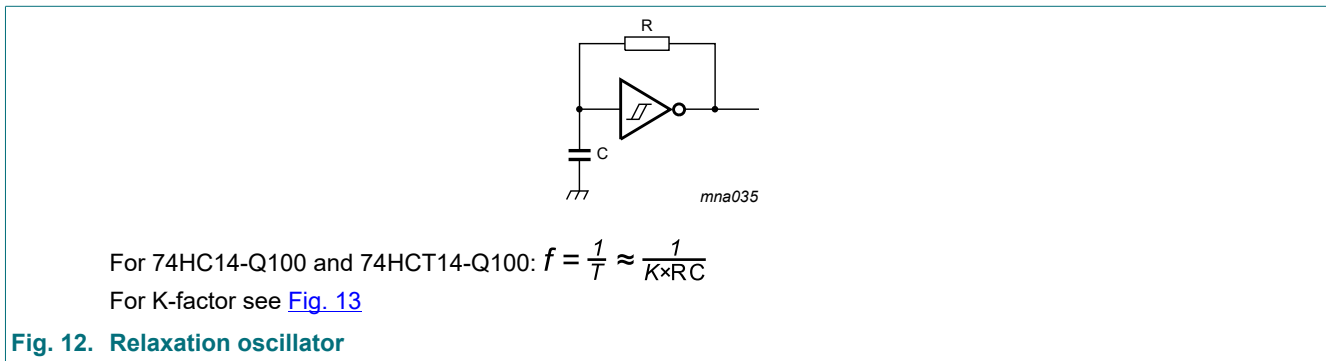 R
C
mna035
For 74HC14-Q100 and 74HCT14-Q100: f = 1/T ≈ 1/K×RC
For K-factor see Fig. 13
Fig. 12. Relaxation oscillator